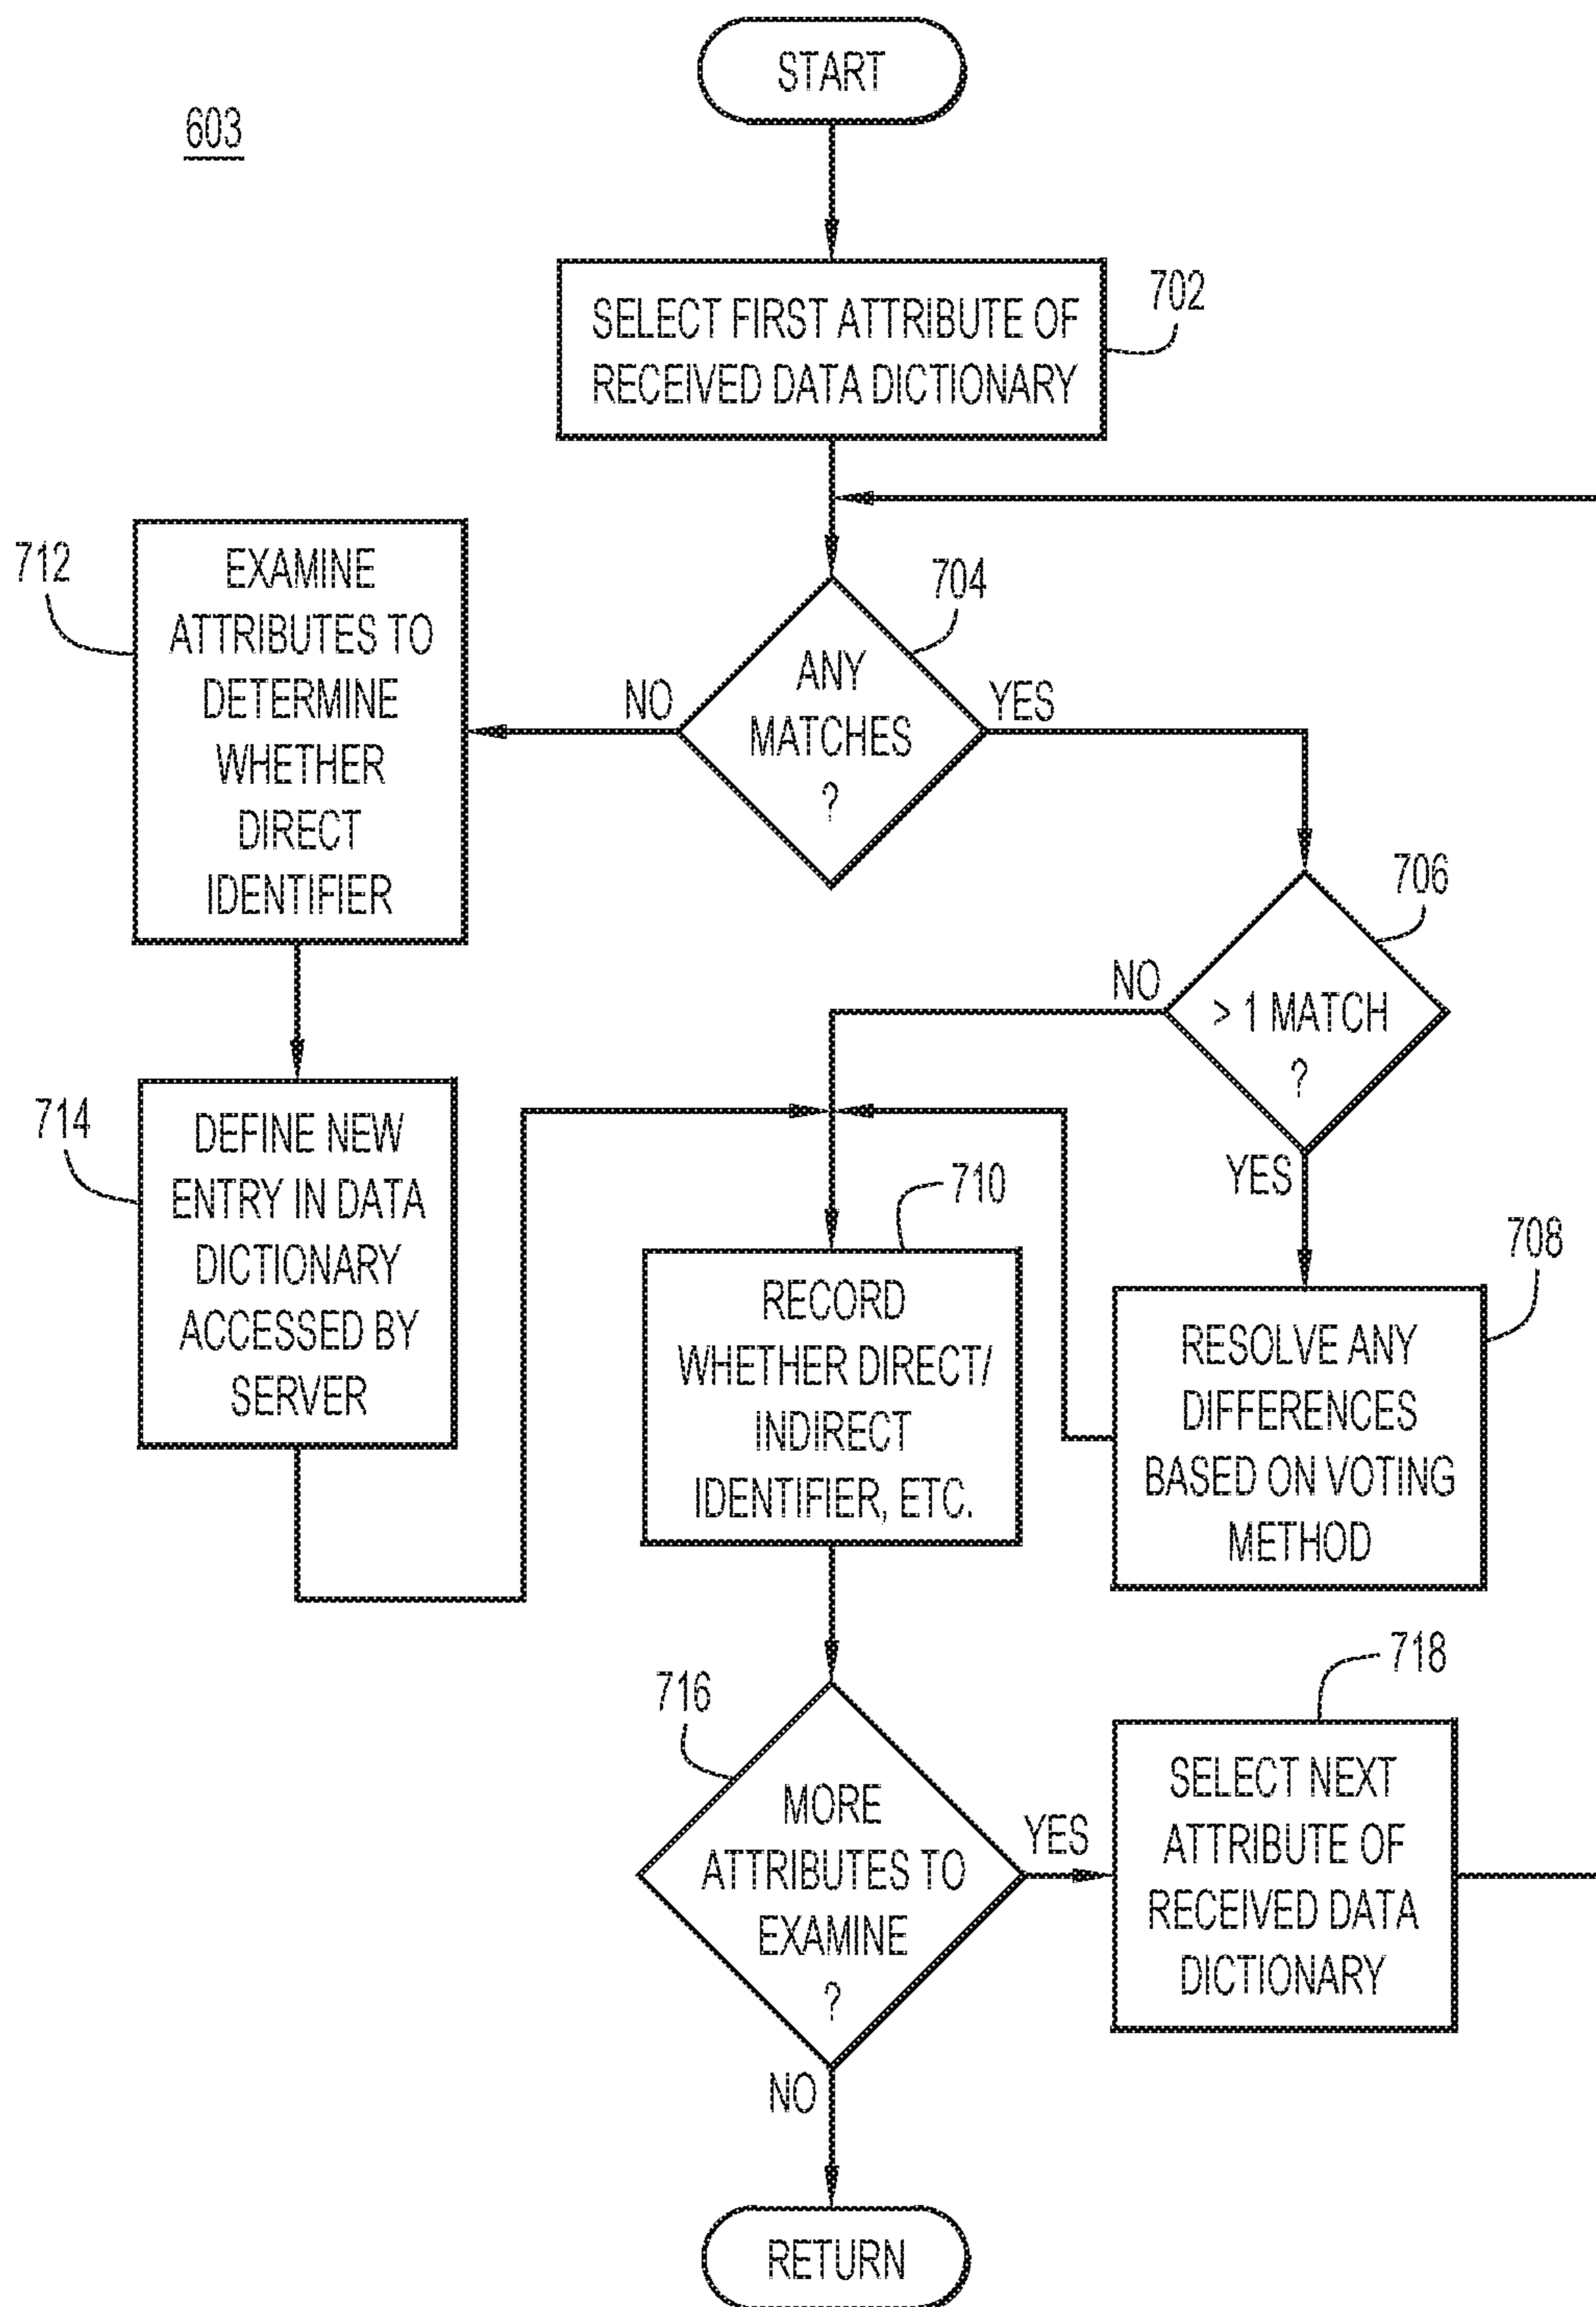 START
603
702
SELECT FIRST ATTRIBUTE OF
RECEIVED DATA DICTIONARY
704
ANY
MATCHES
?
NO
YES
712
EXAMINE
ATTRIBUTES TO
DETERMINE
WHETHER
DIRECT
IDENTIFIER
706
> 1 MATCH
?
NO
YES
714
DEFINE NEW
ENTRY IN DATA
DICTIONARY
ACCESSED BY
SERVER
710
RECORD
WHETHER DIRECT/
INDIRECT
IDENTIFIER, ETC.
708
RESOLVE ANY
DIFFERENCES
BASED ON VOTING
METHOD
716
MORE
ATTRIBUTES TO
EXAMINE
?
YES
NO
718
SELECT NEXT
ATTRIBUTE OF
RECEIVED DATA
DICTIONARY
RETURN